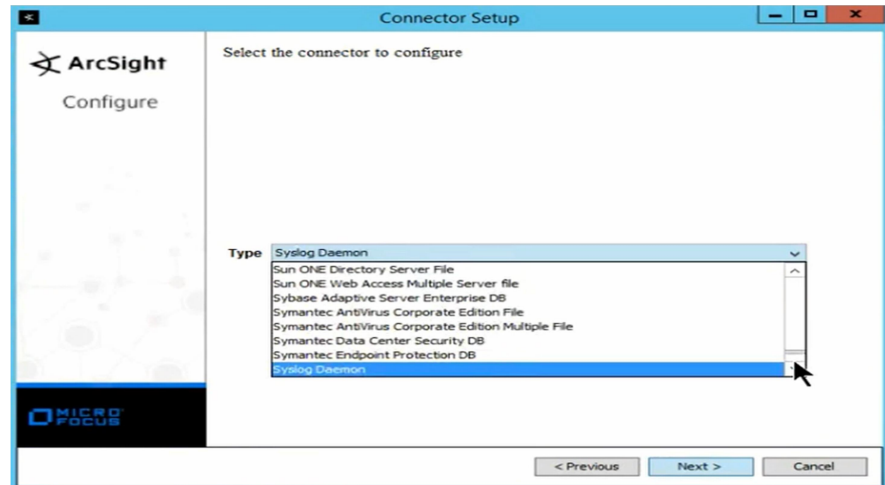 Connector Setup
ArcSight
Configure
Select the connector to configure
Type Syslog Daemon
Sun ONE Directory Server File
Sun ONE Web Access Multiple Server file
Sybase Adaptive Server Enterprise DB
Symantec AntiVirus Corporate Edition File
Symantec AntiVirus Corporate Edition Multiple File
Symantec Data Center Security DB
Symantec Endpoint Protection DB
Syslog Daemon
MICRO
FOCUS
< Previous Next > Cancel